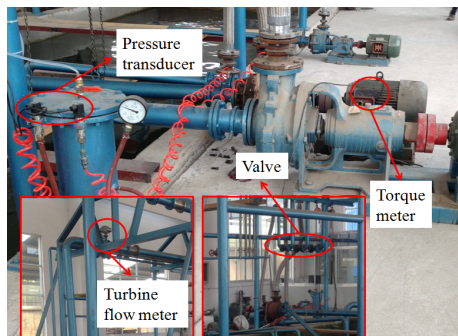 Pressure
transducer
Valve
Torque
meter
Turbine
flow meter